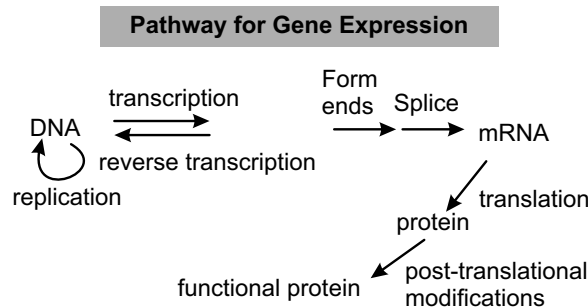 Pathway for Gene Expression
Form
ends
Splice
transcription
DNA
mRNA
reverse transcription
replication
translation
protein
post-translational
modifications
functional protein